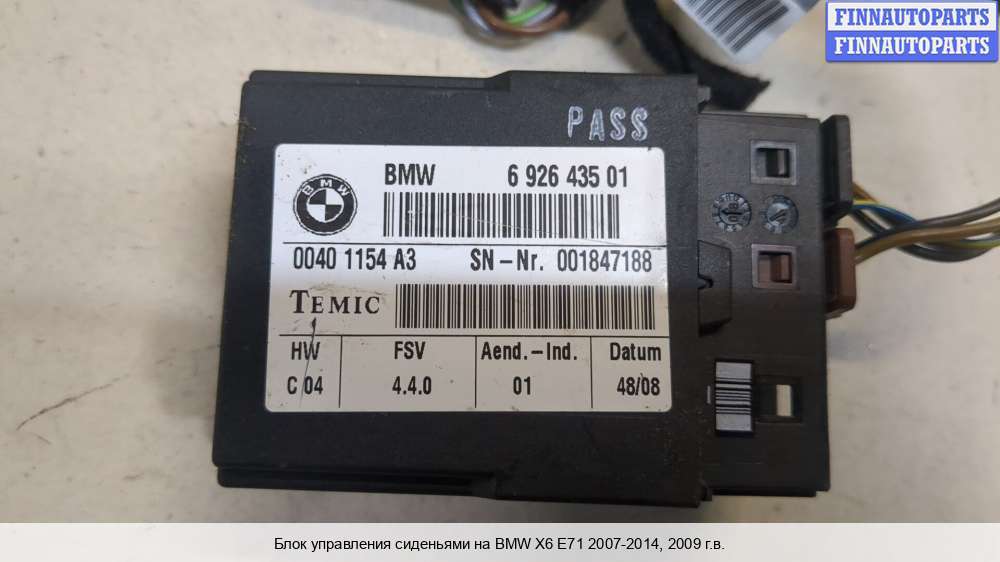 FINNAUTOPARTS
FINNAUTOPARTS
PASS
BMW 6 926 435 01
BMW
0040 1154 A3 SN-Nr. 001847188
TEMIC
HW FSV Aend.-Ind. Datum
C 04 4.4.0 01 48/08
Блок управления сиденьями на BMW X6 E71 2007-2014, 2009 г.в.